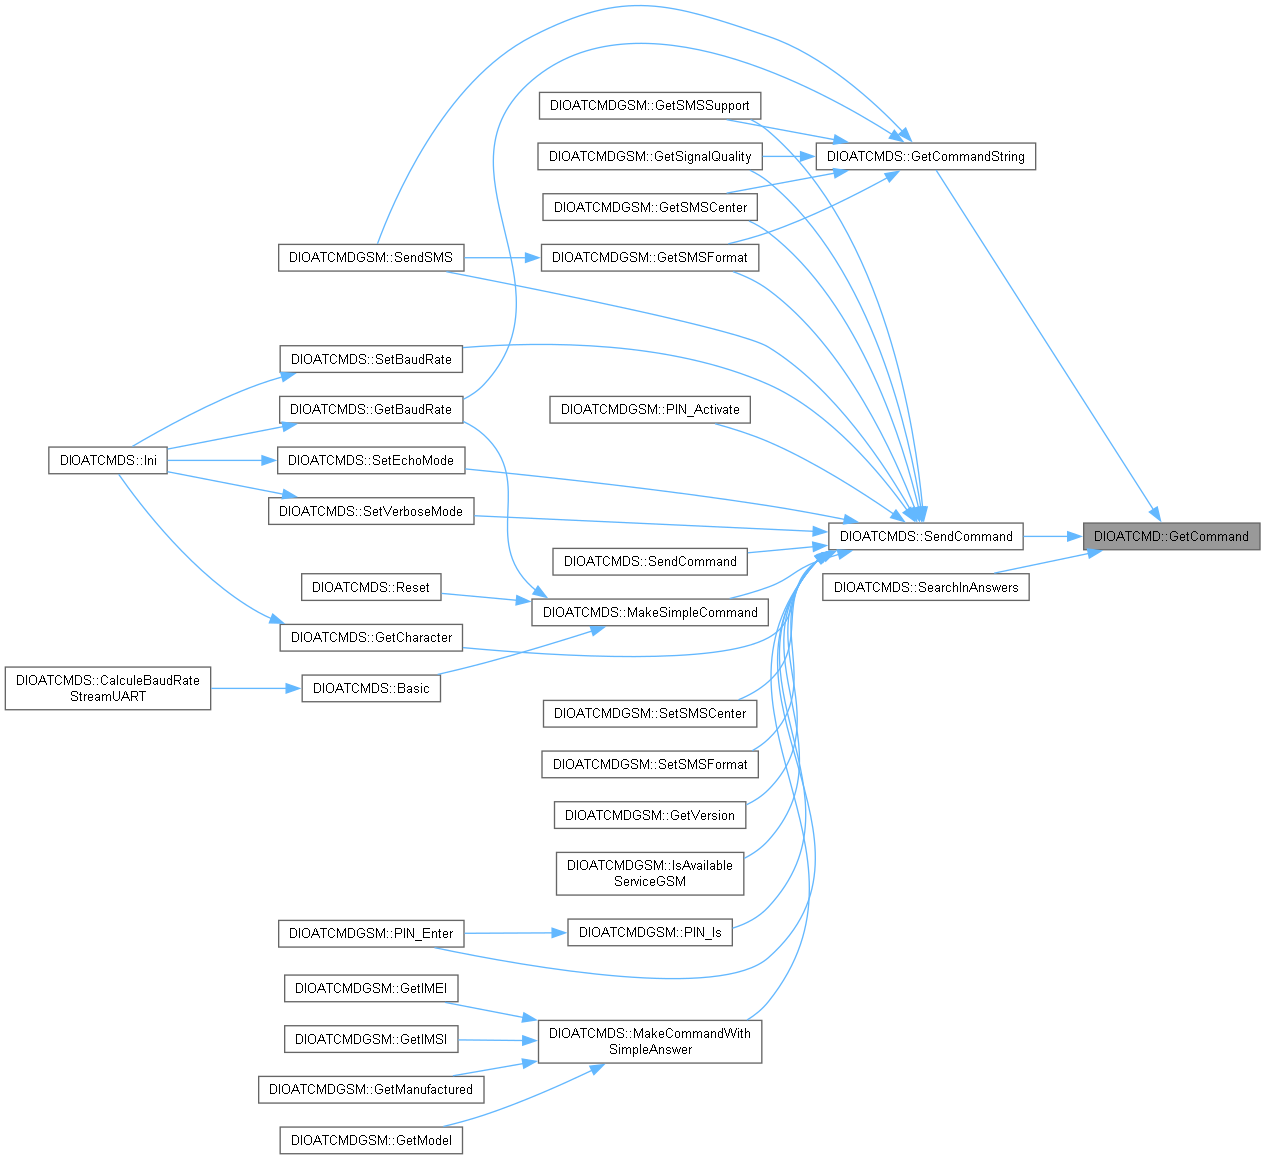 DIOATCMDGSM::GetSMSSupport
DIOATCMDGSM::GetSignalQuality
DIOATCMDS::GetCommandString
DIOATCMDGSM::GetSMSCenter
DIOATCMDGSM::SendSMS
DIOATCMDGSM::GetSMSFormat
DIOATCMDS::SetBaudRate
DIOATCMDS::GetBaudRate
DIOATCMDGSM::PIN_Activate
DIOATCMDS::Ini
DIOATCMDS::SetEchoMode
DIOATCMDS::SetVerboseMode
DIOATCMDS::SendCommand
DIOATCMD::GetCommand
DIOATCMDS::SendCommand
DIOATCMDS::Reset
DIOATCMDS::SearchInAnswers
DIOATCMDS::MakeSimpleCommand
DIOATCMDS::GetCharacter
DIOATCMDS::CalculeBaudRate
StreamUART
DIOATCMDS::Basic
DIOATCMDGSM::SetSMSCenter
DIOATCMDGSM::SetSMSFormat
DIOATCMDGSM::GetVersion
DIOATCMDGSM::IsAvailable
ServiceGSM
DIOATCMDGSM::PIN_Enter
DIOATCMDGSM::PIN_Is
DIOATCMDGSM::GetIMEI
DIOATCMDGSM::GetIMSI
DIOATCMDS::MakeCommandWith
SimpleAnswer
DIOATCMDGSM::GetManufactured
DIOATCMDGSM::GetModel